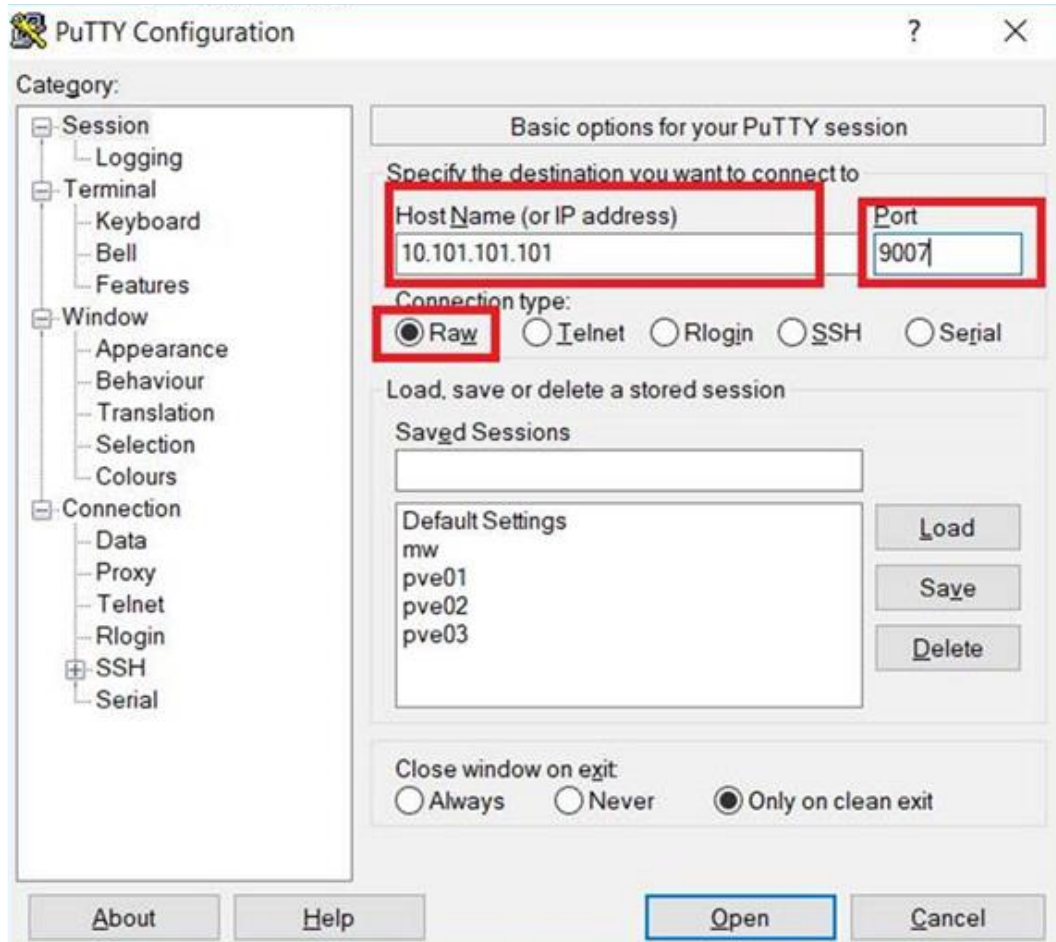 PuTTY Configuration
?
Category:
Session
Logging
Terminal
Keyboard
Bell
Features
Window
Appearance
Behaviour
Translation
Selection
Colours
Connection
Data
Proxy
Telnet
Rlogin
SSH
Serial
Basic options for your PuTTY session
Specify the destination you want to connect to
Host Name (or IP address)
Port
10.101.101.101
9007
Connection type:
Raw Telnet Rlogin SSH Serial
Load, save or delete a stored session
Saved Sessions
Default Settings
mw
pve01
pve02
pve03
Load
Save
Delete
Close window on exit
Always Never Only on clean exit
About Help Open Cancel